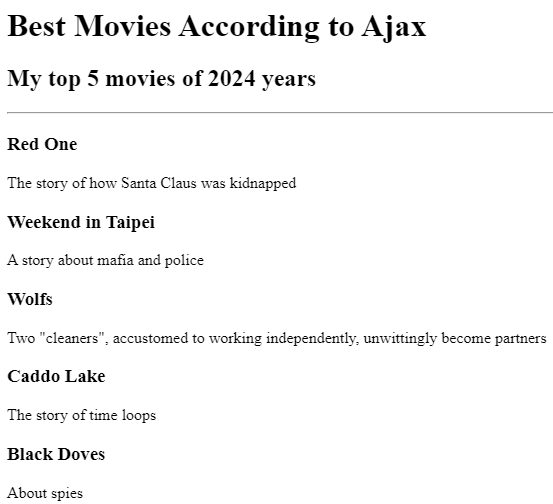 Best Movies According to Ajax
My top 5 movies of 2024 years
Red One
The story of how Santa Claus was kidnapped
Weekend in Taipei
A story about mafia and police
Wolfs
Two "cleaners", accustomed to working independently, unwittingly become partners
Caddo Lake
The story of time loops
Black Doves
About spies